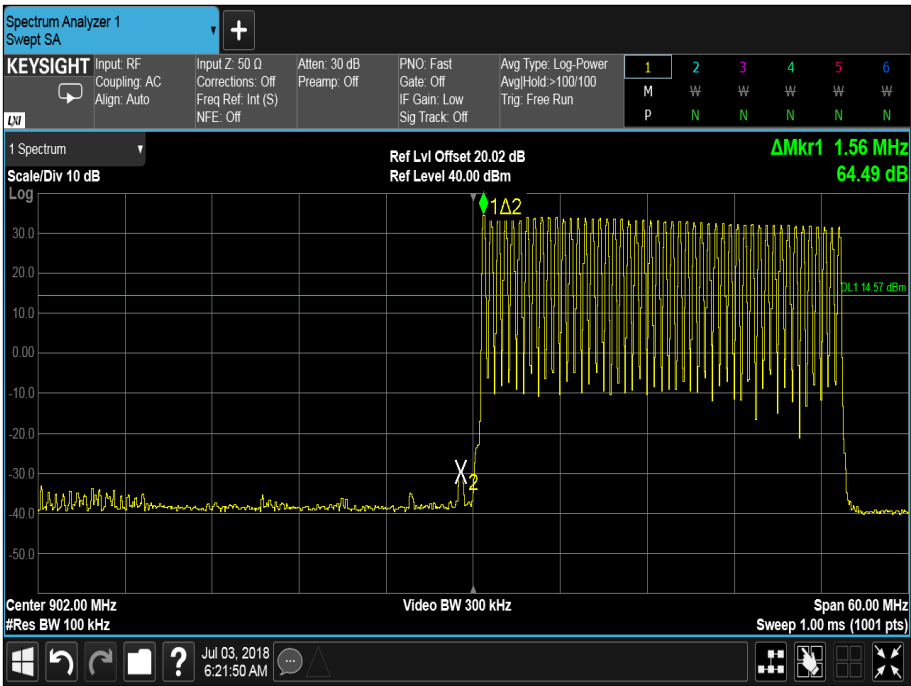 Spectrum Analyzer 1
Swept SA
+
KEYSIGHT
LXI
Input: RF
Coupling: AC
Align: Auto
Input Z: 50 Ω
Corrections: Off
Freq Ref: Int (S)
NFE: Off
Atten: 30 dB
Preamp: Off
PNO: Fast
Gate: Off
IF Gain: Low
Sig Track: Off
Avg Type: Log-Power
Avg|Hold:>100/100
Trig: Free Run
1 2 3 4 5 6
M W W W W W
P N N N N N
1 Spectrum
Scale/Div 10 dB
Ref Lvl Offset 20.02 dB
Ref Level 40.00 dBm
ΔMkr1 1.56 MHz
64.49 dB
Log
1Δ2
30.0
20.0
DL1 14.57 dBm
10.0
0.00
-10.0
-20.0
-30.0
X2
-40.0
-50.0
Center 902.00 MHz
#Res BW 100 kHz
Video BW 300 kHz
Span 60.00 MHz
Sweep 1.00 ms (1001 pts)
?
Jul 03, 2018
6:21:50 AM